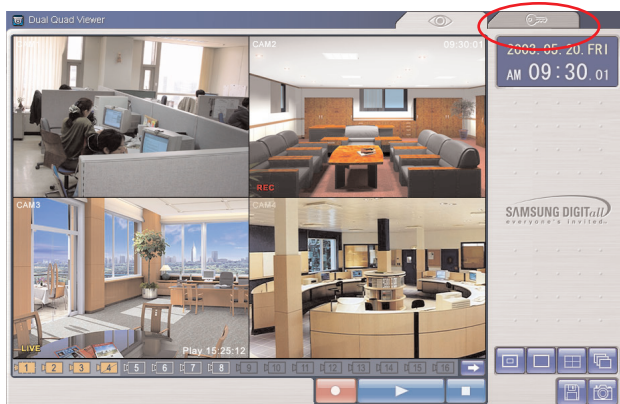 Dual Quad Viewer
CAM2
09:30:01
2003. 05. 20. FRI
AM 09:30. 01
REC
SAMSUNG DIGITall
everyone's invited.
CAM3
CAM4
LIVE
Play 15:25:12
1 2 3 4 5 6 7 8 9 10 11 12 13 14 15 16